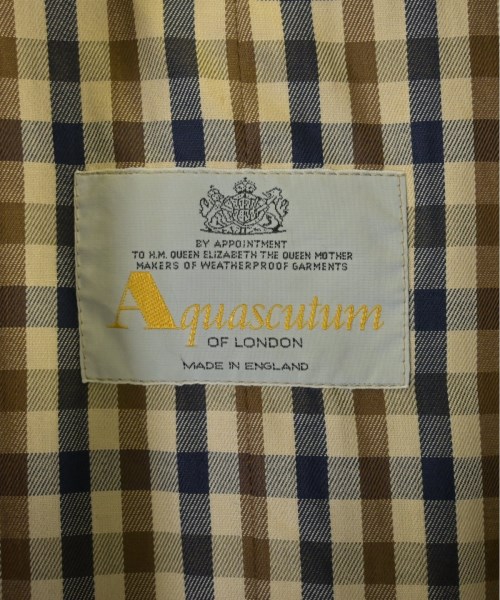 BY APPOINTMENT
TO H.M. QUEEN ELIZABETH THE QUEEN MOTHER
MAKERS OF WEATHERPROOF GARMENTS
Aquascutum
OF LONDON
MADE IN ENGLAND